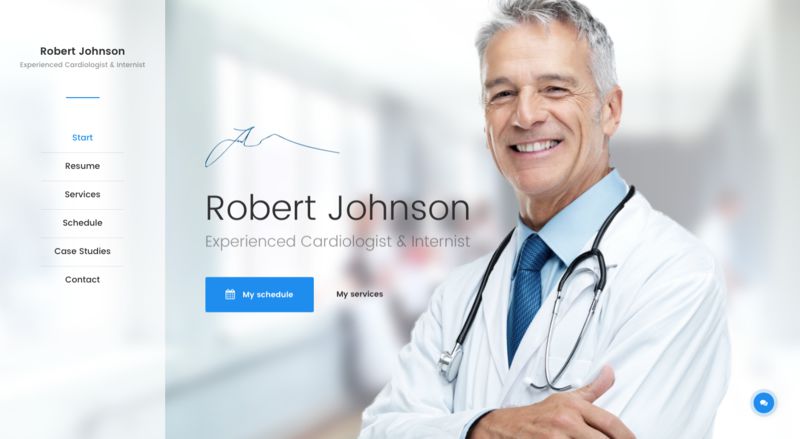 Robert Johnson
Experienced Cardiologist & Internist
Start
Resume
Services
Schedule
Case Studies
Contact
Robert Johnson
Experienced Cardiologist & Internist
My schedule
My services